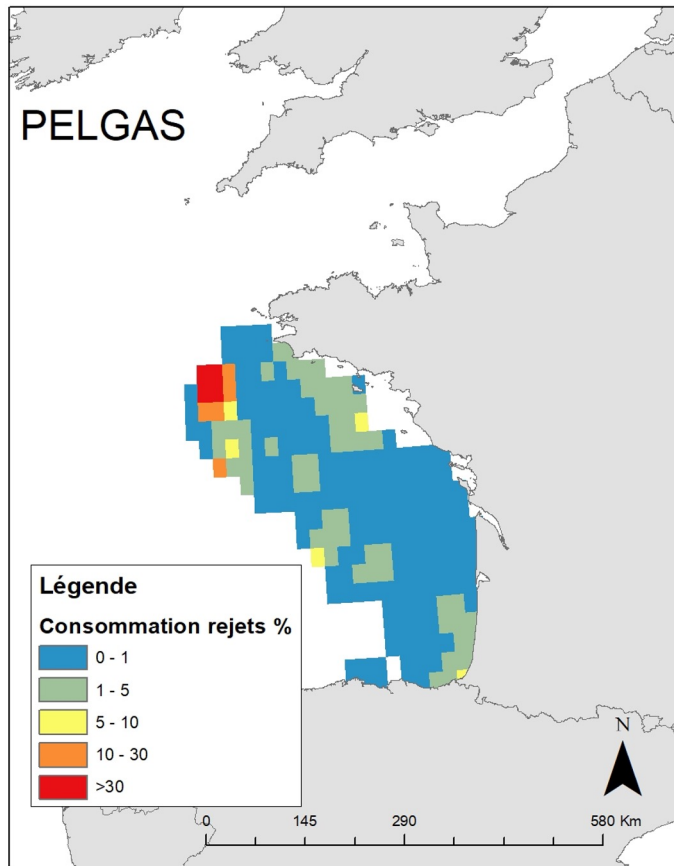 PELGAS
Légende
Consommation rejets %
0 - 1
1 - 5
5 - 10
10 - 30
>30
N
0 145 290 580 Km